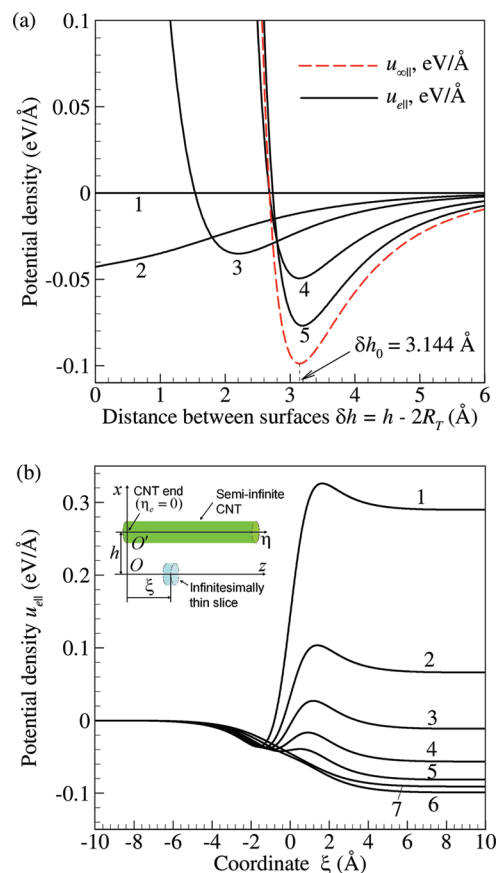 (a)
0.1
0.05
0
-0.05
-0.1
Potential density (eV/Å)
u∞||, eV/Å
ue||, eV/Å
1
2
3
4
5
δh0 = 3.144 Å
0 1 2 3 4 5 6
Distance between surfaces δh = h - 2RT (Å)
(b)
0.3
0.2
0.1
0
-0.1
Potential density ue|| (eV/Å)
x
CNT end
(ηe = 0)
Semi-infinite
CNT
O'
η
h
O
z
ξ
Infinitesimally
thin slice
1
2
3
4
5
7
6
-10 -8 -6 -4 -2 0 2 4 6 8 10
Coordinate ξ (Å)